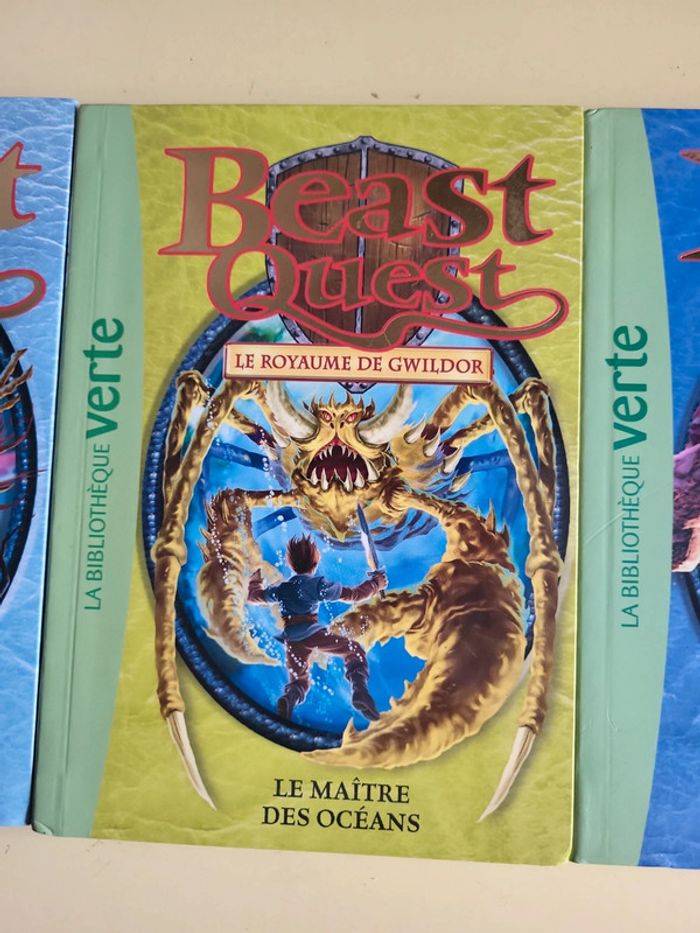 Beast
Quest
LE ROYAUME DE GWILDOR
LA BIBLIOTHÈQUE verte
LE MAÎTRE
DES OCÉANS
LA BIBLIOTHÈQUE verte